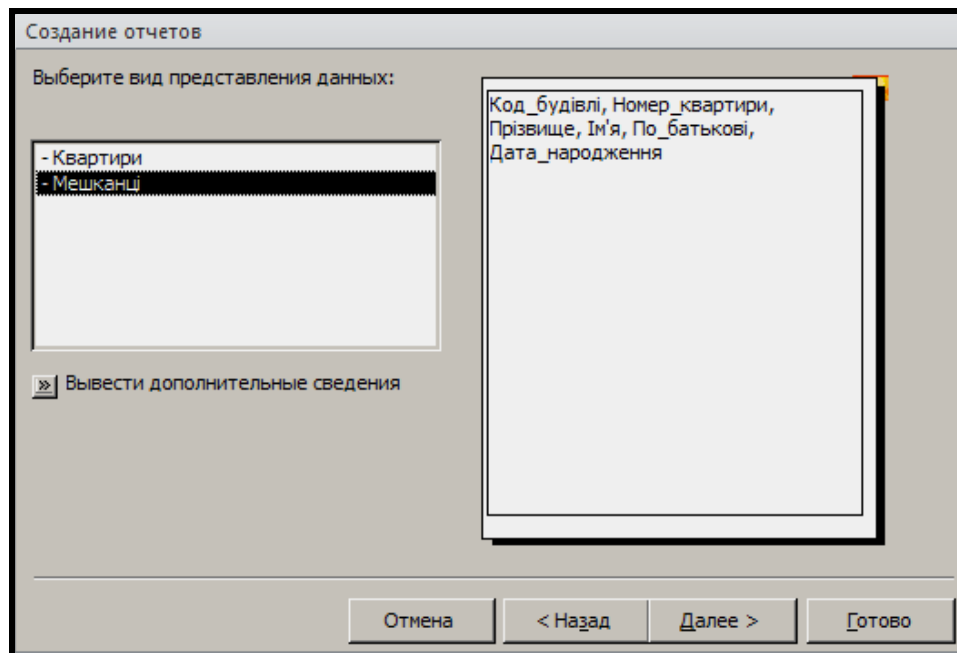 Создание отчетов
Выберите вид представления данных:
- Квартири
- Мешканці
» Вывести дополнительные сведения
Код_будівлі, Номер_квартири,
Прізвище, Ім'я, По_батькові,
Дата_народження
Отмена
< Назад
Далее >
Готово